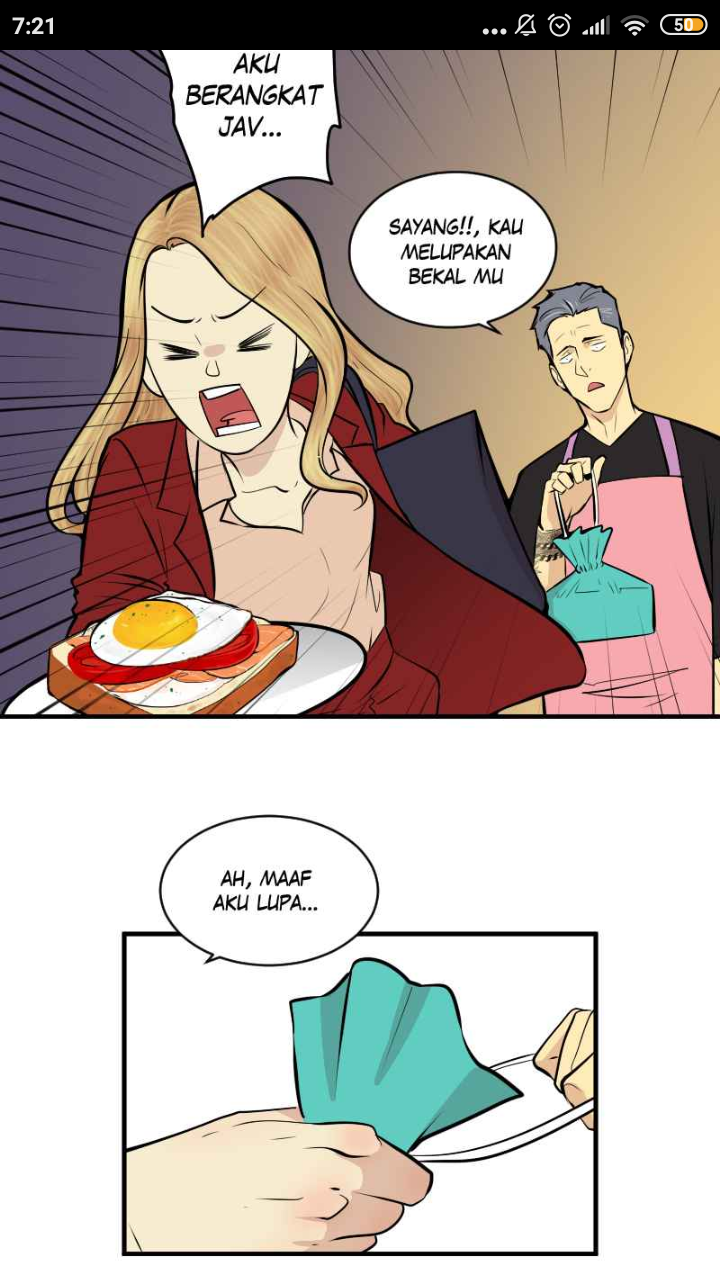 7:21
50
AKU
BERANGKAT
JAV...
SAYANG!!, KAU
MELUPAKAN
BEKAL MU
AH, MAAF
AKU LUPA...